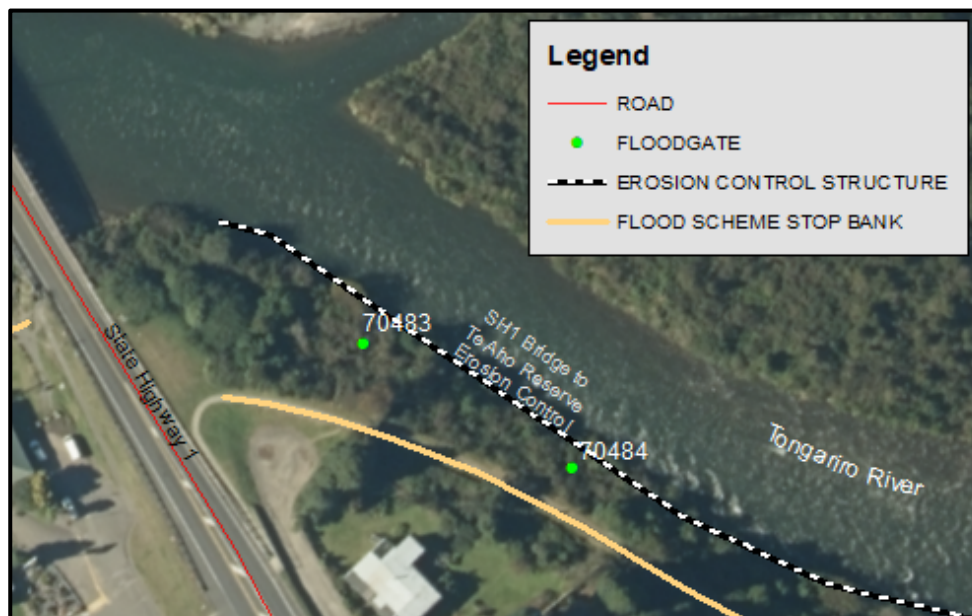 Legend
ROAD
FLOODGATE
EROSION CONTROL STRUCTURE
FLOOD SCHEME STOP BANK
70483
SH1 Bridge to
Te Aho Reserve
Erosion Control
State Highway 1
70484
Tongariro River